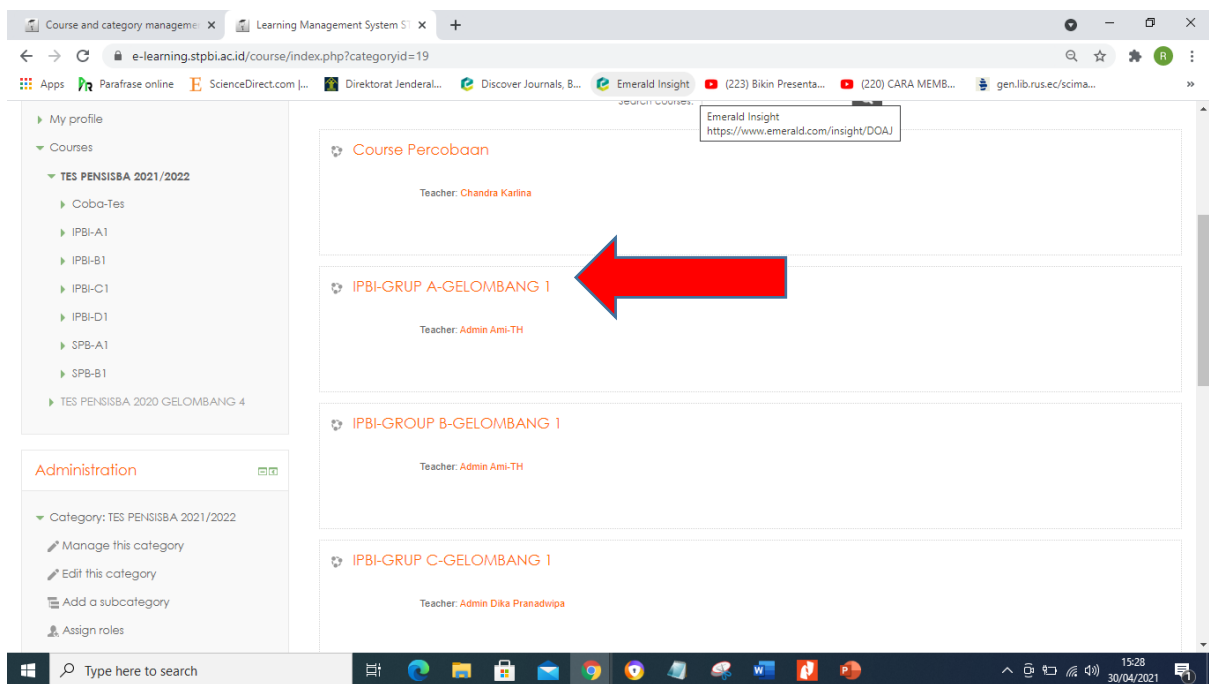 Course and category manageme
Learning Management System ST
e-learning.stpbi.ac.id/course/index.php?categoryid=19
R
Apps
Parafrase online
ScienceDirect.com |...
Direktorat Jenderal...
Discover Journals, B...
Emerald Insight
(223) Bikin Presenta...
(220) CARA MEMB...
gen.lib.rus.ec/scima...
»
Search courses:
Emerald Insight
https://www.emerald.com/insight/DOAJ
My profile
Courses
TES PENSISBA 2021/2022
Coba-Tes
IPBI-A1
IPBI-B1
IPBI-C1
IPBI-D1
SPB-A1
SPB-B1
TES PENSISBA 2020 GELOMBANG 4
Administration
Category: TES PENSISBA 2021/2022
Manage this category
Edit this category
Add a subcategory
Assign roles
Course Percobaan
Teacher: Chandra Karlina
IPBI-GRUP A-GELOMBANG 1
Teacher: Admin Ami-TH
IPBI-GROUP B-GELOMBANG 1
Teacher: Admin Ami-TH
IPBI-GRUP C-GELOMBANG 1
Teacher: Admin Dika Pranadwipa
Type here to search
15:28
30/04/2021
1